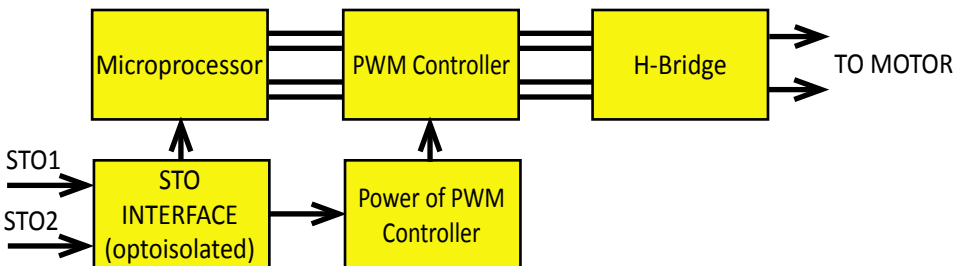 Microprocessor
PWM Controller
H-Bridge
TO MOTOR
STO1
STO2
STO
INTERFACE
(optoisolated)
Power of PWM
Controller